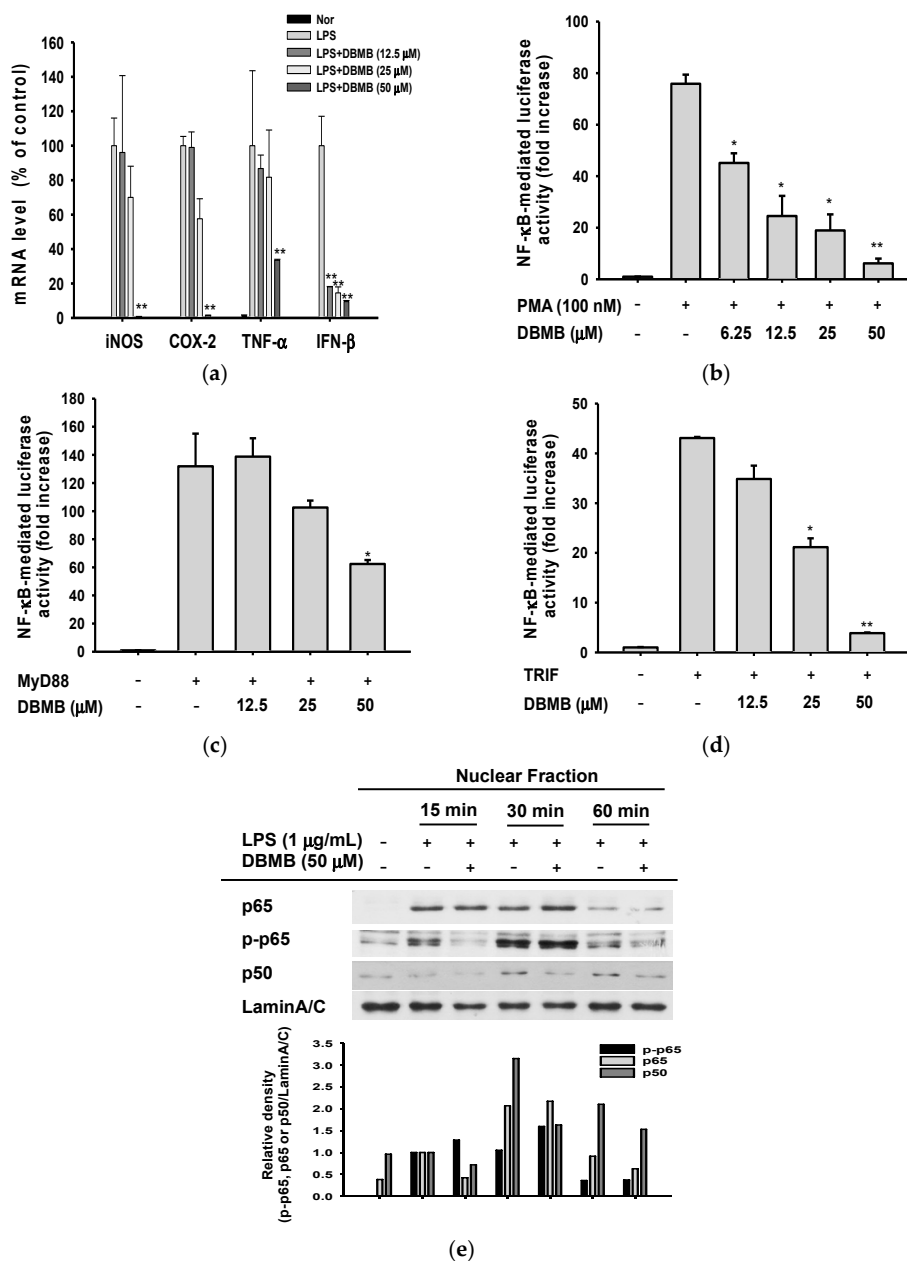 Nor
LPS
LPS+DBMB (12.5 μM)
LPS+DBMB (25 μM)
LPS+DBMB (50 μM)
mRNA level (% of control)
160
140
120
100
80
60
40
20
0
**
**
**
**
**
**
iNOS COX-2 TNF-α IFN-β
(a)
NF-κB-mediated luciferase
activity (fold increase)
100
80
60
40
20
0
*
*
*
**
PMA (100 nM) - + + + + +
DBMB (μM) - - 6.25 12.5 25 50
(b)
NF-κB-mediated luciferase
activity (fold increase)
180
160
140
120
100
80
60
40
20
0
*
MyD88 - + + + +
DBMB (μM) - - 12.5 25 50
(c)
NF-κB-mediated luciferase
activity (fold increase)
50
40
30
20
10
0
*
**
TRIF - + + + +
DBMB (μM) - - 12.5 25 50
(d)
Nuclear Fraction
15 min 30 min 60 min
LPS (1 μg/mL) - + + + + + +
DBMB (50 μM) - - + - + - +
p65
p-p65
p50
LaminA/C
Relative density
(p-p65, p65 or p50/LaminA/C)
3.5
3.0
2.5
2.0
1.5
1.0
0.5
0.0
p-p65
p65
p50
(e)